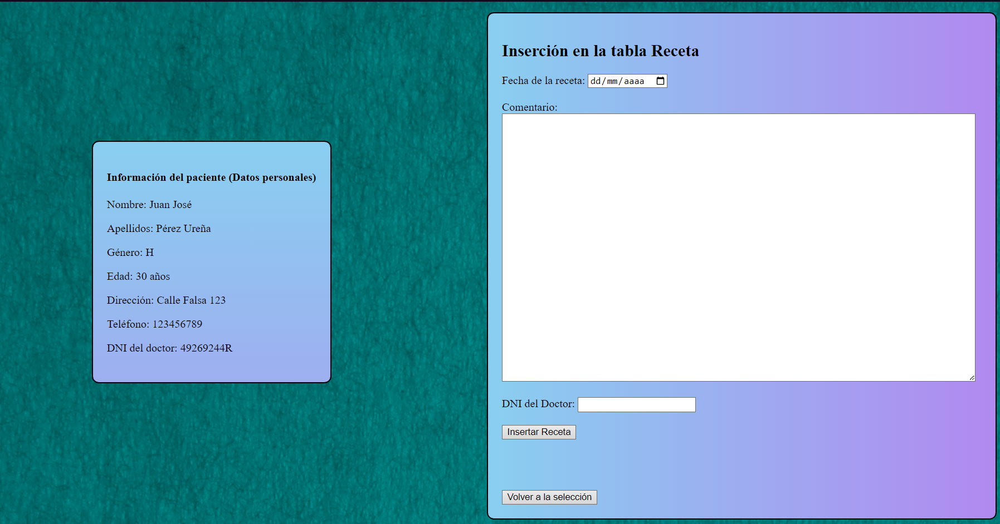 Información del paciente (Datos personales)
Nombre: Juan José
Apellidos: Pérez Ureña
Género: H
Edad: 30 años
Dirección: Calle Falsa 123
Teléfono: 123456789
DNI del doctor: 49269244R
Inserción en la tabla Receta
Fecha de la receta: dd/mm/aaaa
Comentario:
DNI del Doctor:
Insertar Receta
Volver a la selección